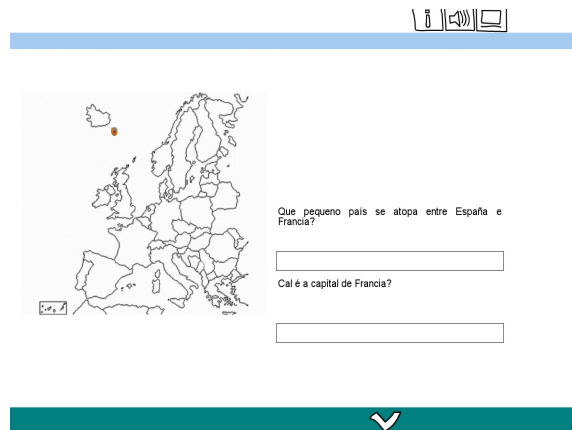 Que pequeno país se atopa entre España e
Francia?
Cal é a capital de Francia?